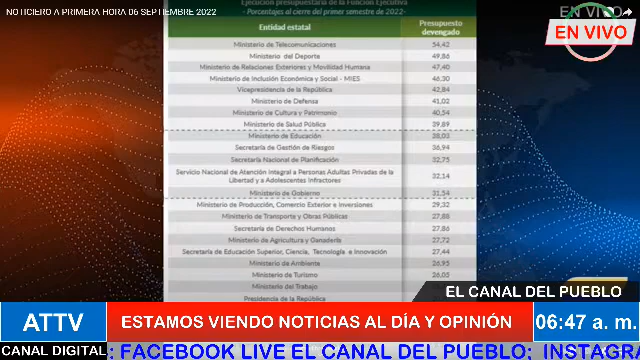 NOTICIERO A PRIMERA HORA 06 SEPTIEMBRE 2022
EN VIVO
EN VIVO
Ejecución presupuestaria de la Función Ejecutiva
-Porcentajes al cierre del primer semestre de 2022-
Entidad estatal Presupuesto devengado
Ministerio de Telecomunicaciones 54,42
Ministerio del Deporte 49,86
Ministerio de Relaciones Exteriores y Movilidad Humana 47,40
Ministerio de Inclusión Económica y Social - MIES 46,30
Vicepresidencia de la República 42,84
Ministerio de Defensa 41,02
Ministerio de Cultura y Patrimonio 40,54
Ministerio de Salud Pública 39,89
Ministerio de Educación 38,03
Secretaría de Gestión de Riesgos 36,94
Secretaría Nacional de Planificación 32,75
Servicio Nacional de Atención Integral a Personas Adultas Privadas de la
Libertad y a Adolescentes Infractores 32,14
Ministerio de Gobierno 31,54
Ministerio de Producción, Comercio Exterior e Inversiones 29,32
Ministerio de Transporte y Obras Públicas 27,88
Secretaría de Derechos Humanos 27,86
Ministerio de Agricultura y Ganadería 27,72
Secretaría de Educación Superior, Ciencia, Tecnología e Innovación 27,44
Ministerio de Ambiente 26,95
Ministerio de Turismo 26,05
Ministerio del Trabajo
Presidencia de la República
EL CANAL DEL PUEBLO
ATTV
ESTAMOS VIENDO NOTICIAS AL DÍA Y OPINIÓN
06:47 a. m.
CANAL DIGITAL
: FACEBOOK LIVE EL CANAL DEL PUEBLO: INSTAGR